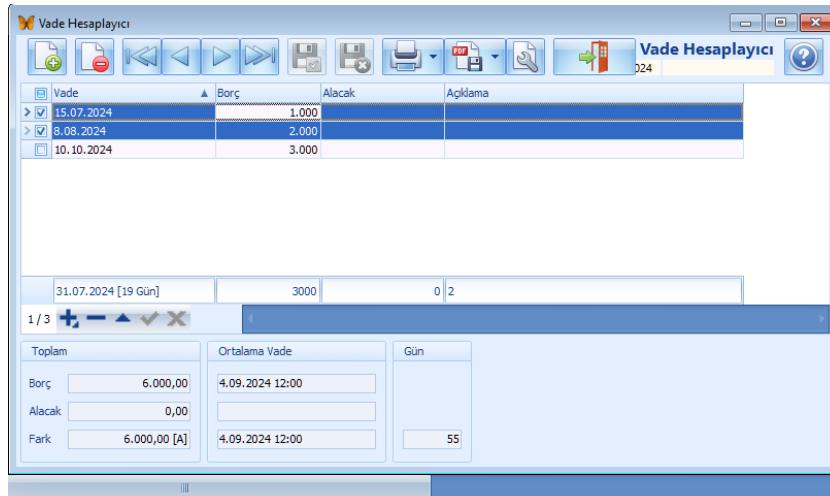 Vade Hesaplayıcı
PDF
Vade Hesaplayıcı
024
Vade Borç Alacak Açıklama
15.07.2024 1.000
8.08.2024 2.000
10.10.2024 3.000
31.07.2024 [19 Gün] 3000 0 2
1 / 3
Toplam Ortalama Vade Gün
Borç 6.000,00 4.09.2024 12:00
Alacak 0,00
Fark 6.000,00 [A] 4.09.2024 12:00 55